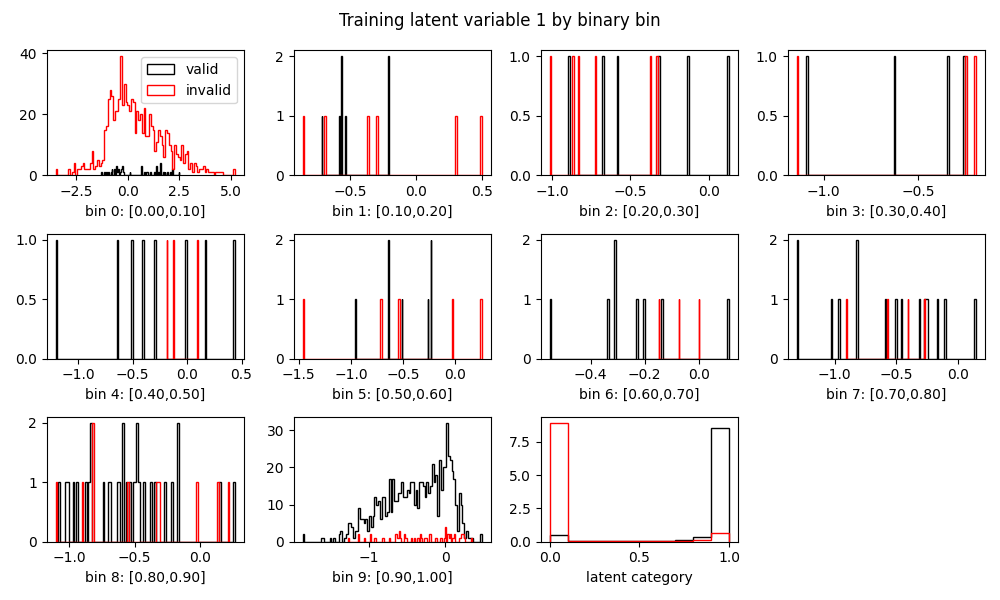 Training latent variable 1 by binary bin
40
20
0
valid
invalid
−2.5 0.0 2.5 5.0
bin 0: [0.00,0.10]
2
1
0
−0.5 0.0 0.5
bin 1: [0.10,0.20]
1.0
0.5
0.0
−1.0 −0.5 0.0
bin 2: [0.20,0.30]
1.0
0.5
0.0
−1.0 −0.5
bin 3: [0.30,0.40]
1.0
0.5
0.0
−1.0 −0.5 0.0 0.5
bin 4: [0.40,0.50]
2
1
0
−1.5 −1.0 −0.5 0.0
bin 5: [0.50,0.60]
2
1
0
−0.4 −0.2 0.0
bin 6: [0.60,0.70]
2
1
0
−1.0 −0.5 0.0
bin 7: [0.70,0.80]
2
1
0
−1.0 −0.5 0.0
bin 8: [0.80,0.90]
30
20
10
0
−1 0
bin 9: [0.90,1.00]
7.5
5.0
2.5
0.0
0.0 0.5 1.0
latent category